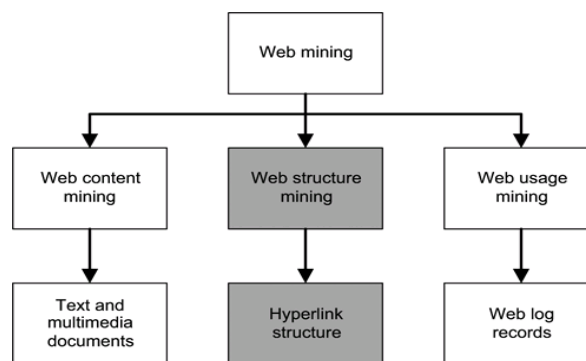 Web mining
Web content
mining
Web structure
mining
Web usage
mining
Text and
multimedia
documents
Hyperlink
structure
Web log
records